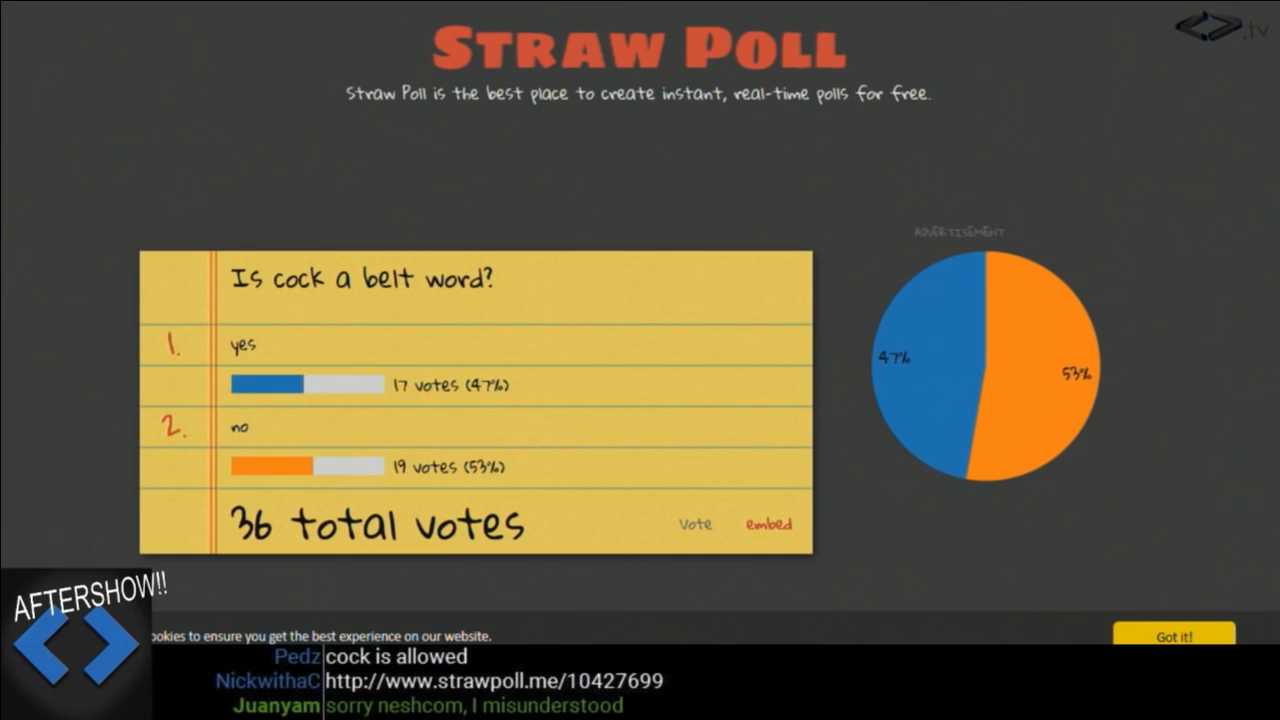 STRAW POLL
.tv
Straw Poll is the best place to create instant, real-time polls for free.
ADVERTISEMENT
Is cock a belt word?
1. yes
17 votes (47%)
2. no
19 votes (53%)
36 total votes
Vote embed
47%
53%
AFTERSHOW!!
ookies to ensure you get the best experience on our website.
Got it!
Pedz cock is allowed
NickwithaC http://www.strawpoll.me/10427699
Juanyam sorry neshcom, I misunderstood